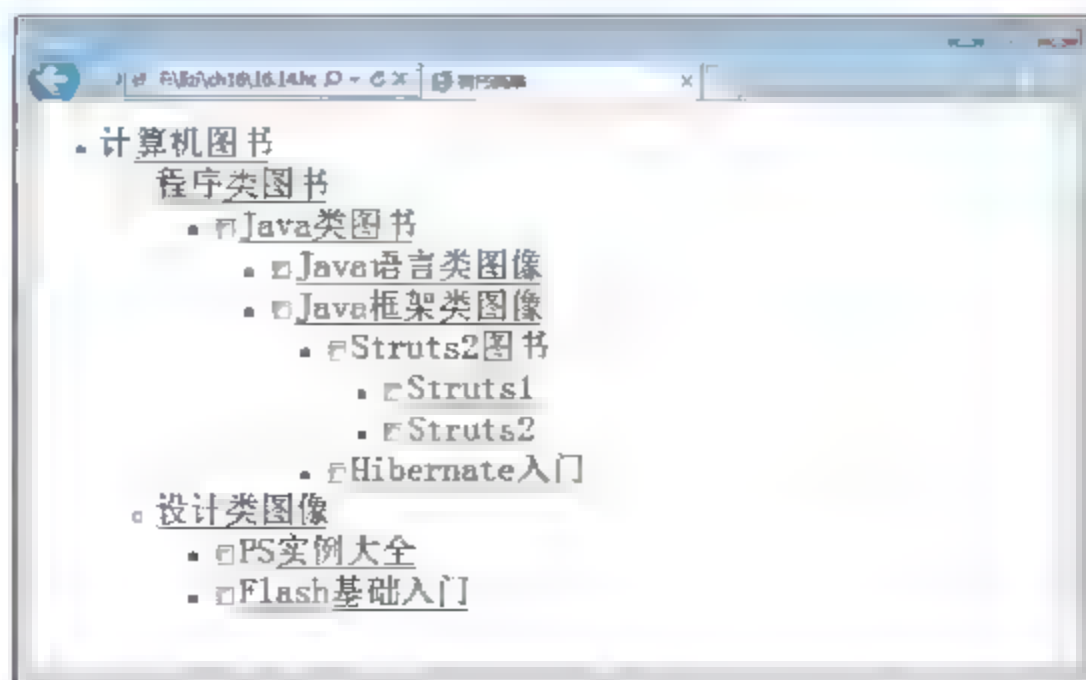 计算机图书
程序类图书
Java类图书
Java语言类图像
Java框架类图像
Struts2图书
Struts1
Struts2
Hibernate入门
设计类图像
PS实例大全
Flash基础入门